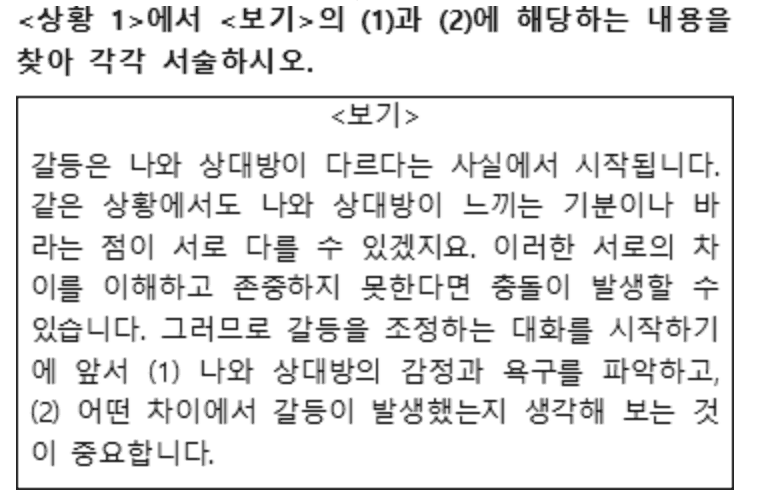 <상황 1>에서 <보기>의 (1)과 (2)에 해당하는 내용을
찾아 각각 서술하시오.
<보기>
갈등은 나와 상대방이 다르다는 사실에서 시작됩니다.
같은 상황에서도 나와 상대방이 느끼는 기분이나 바
라는 점이 서로 다를 수 있겠지요. 이러한 서로의 차
이를 이해하고 존중하지 못한다면 충돌이 발생할 수
있습니다. 그러므로 갈등을 조정하는 대화를 시작하기
에 앞서 (1) 나와 상대방의 감정과 욕구를 파악하고,
(2) 어떤 차이에서 갈등이 발생했는지 생각해 보는 것
이 중요합니다.